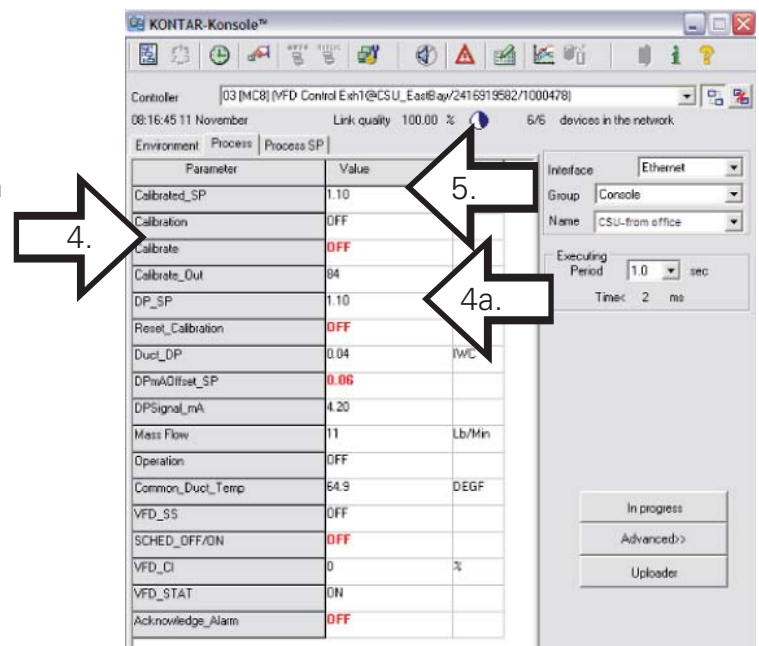 KONTAR-Konsole™
Controller 03 [MC8] (VFD Control Exh1@CSU_EastBay/2416919582/1000478)
08:16:45 11 November Link quality 100.00 % 6/6 devices in the network
Environment Process Process SP
Parameter Value
Calibrated_SP 1.10
Calibration OFF
Calibrate OFF
Calibrate_Out 84
DP_SP 1.10
Reset_Calibration OFF
Duct_DP 0.04 IWC
DPmAOffset_SP 0.06
DPSignal_mA 4.20
Mass Flow 11 Lb/Min
Operation OFF
Common_Duct_Temp 64.9 DEGF
VFD_SS OFF
SCHED_OFF/ON OFF
VFD_CI 0 %
VFD_STAT ON
Acknowledge_Alarm OFF
Interface Ethernet
Group Console
Name CSU-from office
Executing
Period 1.0 sec
Time< 2 ms
In progress
Advanced>>
Uploader
4.
5.
4a.